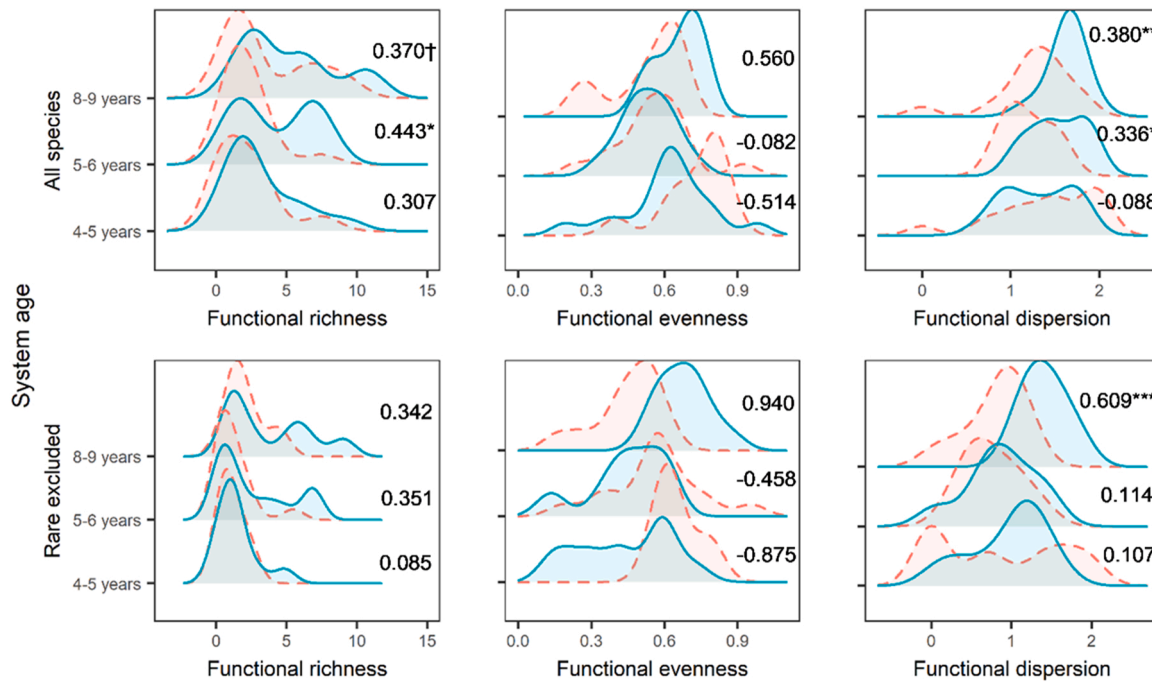 System age
All species
8-9 years
5-6 years
4-5 years
0.370†
0.443*
0.307
0 5 10 15
Functional richness
0.560
-0.082
-0.514
0.0 0.3 0.6 0.9
Functional evenness
0.380**
0.336*
-0.088
0 1 2
Functional dispersion
Rare excluded
8-9 years
5-6 years
4-5 years
0.342
0.351
0.085
0 5 10 15
Functional richness
0.940
-0.458
-0.875
0.0 0.3 0.6 0.9
Functional evenness
0.609***
0.114
0.107
0 1 2
Functional dispersion